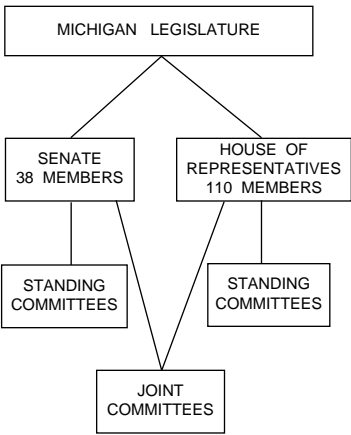 MICHIGAN LEGISLATURE
SENATE
38 MEMBERS
HOUSE OF
REPRESENTATIVES
110 MEMBERS
STANDING
COMMITTEES
STANDING
COMMITTEES
JOINT
COMMITTEES